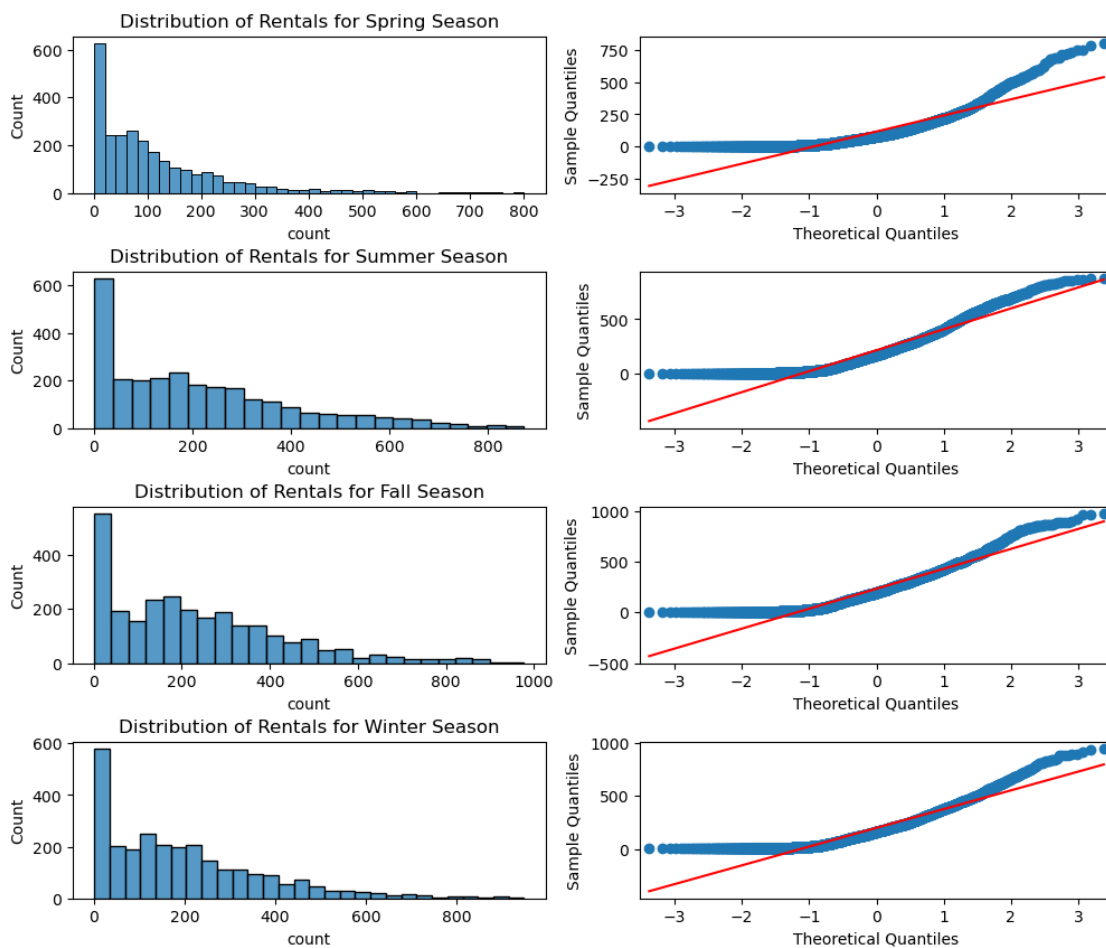 Distribution of Rentals for Spring Season
600
400
200
0
Count
0 100 200 300 400 500 600 700 800
count
750
500
250
0
−250
Sample Quantiles
−3 −2 −1 0 1 2 3
Theoretical Quantiles
Distribution of Rentals for Summer Season
600
400
200
0
Count
0 200 400 600 800
count
500
0
Sample Quantiles
−3 −2 −1 0 1 2 3
Theoretical Quantiles
Distribution of Rentals for Fall Season
400
200
0
Count
0 200 400 600 800 1000
count
1000
500
0
−500
Sample Quantiles
−3 −2 −1 0 1 2 3
Theoretical Quantiles
Distribution of Rentals for Winter Season
600
400
200
0
Count
0 200 400 600 800
count
1000
500
0
Sample Quantiles
−3 −2 −1 0 1 2 3
Theoretical Quantiles